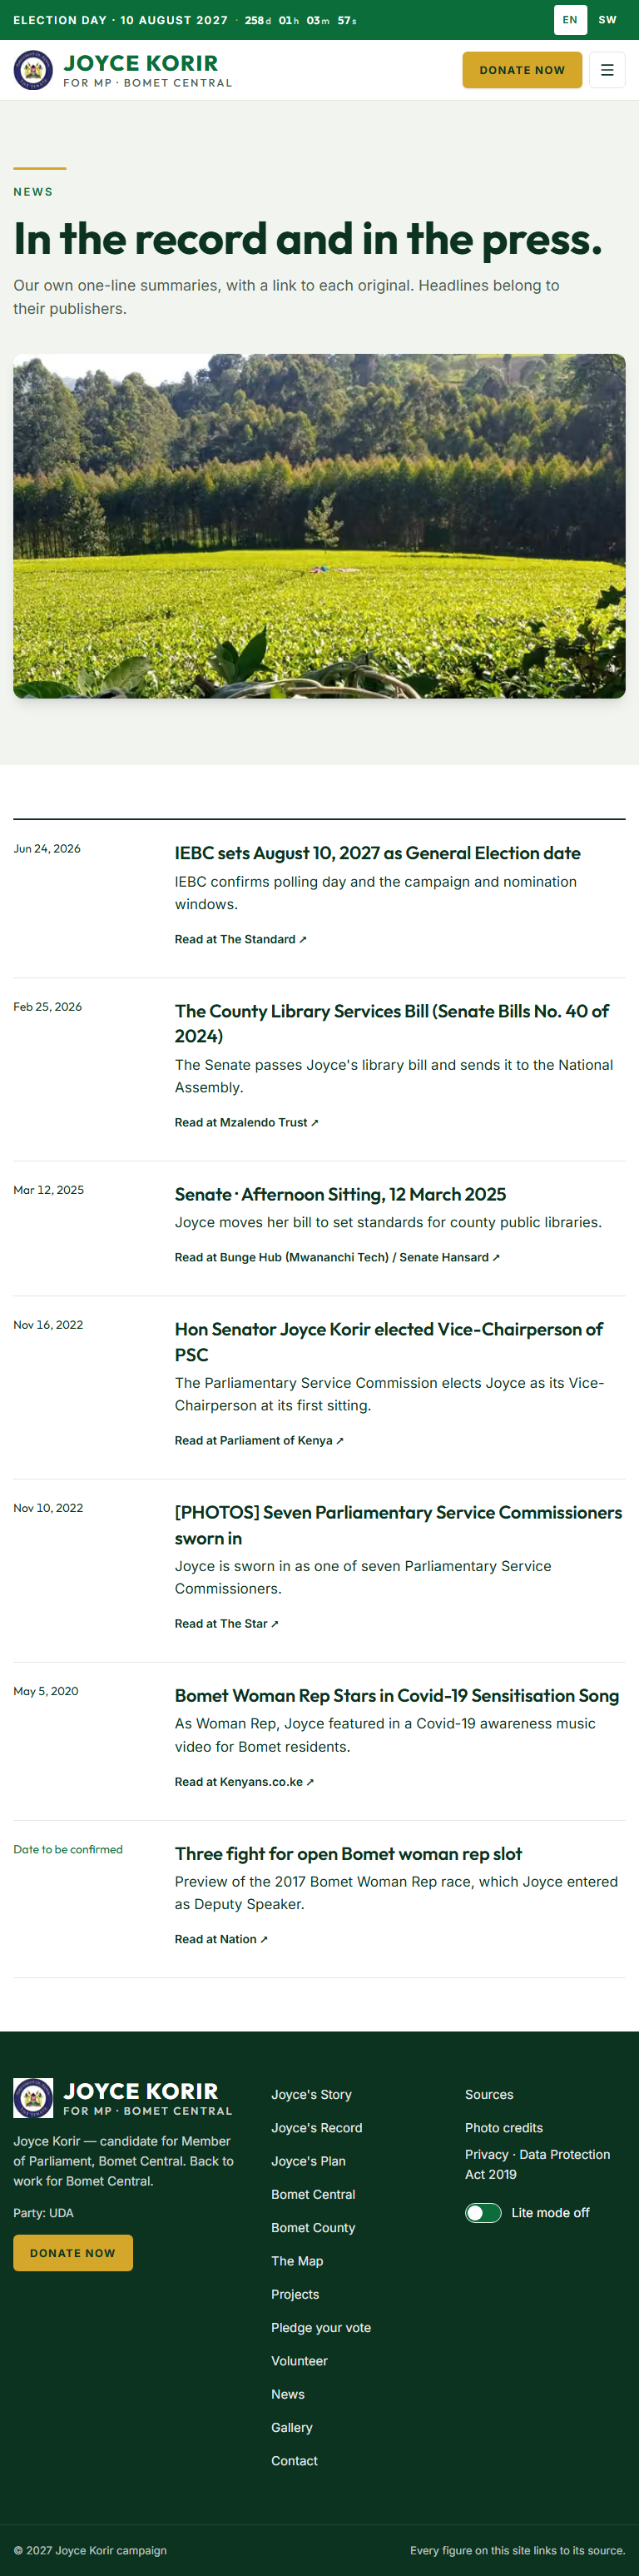 ELECTION DAY · 10 AUGUST 2027 · 258d 01h 03m 57s
EN SW
JOYCE KORIR
FOR MP · BOMET CENTRAL
DONATE NOW
NEWS
In the record and in the press.
Our own one-line summaries, with a link to each original. Headlines belong to
their publishers.
Jun 24, 2026
IEBC sets August 10, 2027 as General Election date
IEBC confirms polling day and the campaign and nomination
windows.
Read at The Standard ↗
Feb 25, 2026
The County Library Services Bill (Senate Bills No. 40 of
2024)
The Senate passes Joyce's library bill and sends it to the National
Assembly.
Read at Mzalendo Trust ↗
Mar 12, 2025
Senate · Afternoon Sitting, 12 March 2025
Joyce moves her bill to set standards for county public libraries.
Read at Bunge Hub (Mwananchi Tech) / Senate Hansard ↗
Nov 16, 2022
Hon Senator Joyce Korir elected Vice-Chairperson of
PSC
The Parliamentary Service Commission elects Joyce as its Vice-
Chairperson at its first sitting.
Read at Parliament of Kenya ↗
Nov 10, 2022
[PHOTOS] Seven Parliamentary Service Commissioners
sworn in
Joyce is sworn in as one of seven Parliamentary Service
Commissioners.
Read at The Star ↗
May 5, 2020
Bomet Woman Rep Stars in Covid-19 Sensitisation Song
As Woman Rep, Joyce featured in a Covid-19 awareness music
video for Bomet residents.
Read at Kenyans.co.ke ↗
Date to be confirmed
Three fight for open Bomet woman rep slot
Preview of the 2017 Bomet Woman Rep race, which Joyce entered
as Deputy Speaker.
Read at Nation ↗
JOYCE KORIR
FOR MP · BOMET CENTRAL
Joyce Korir — candidate for Member
of Parliament, Bomet Central. Back to
work for Bomet Central.
Party: UDA
DONATE NOW
Joyce's Story
Joyce's Record
Joyce's Plan
Bomet Central
Bomet County
The Map
Projects
Pledge your vote
Volunteer
News
Gallery
Contact
Sources
Photo credits
Privacy · Data Protection
Act 2019
Lite mode off
© 2027 Joyce Korir campaign
Every figure on this site links to its source.